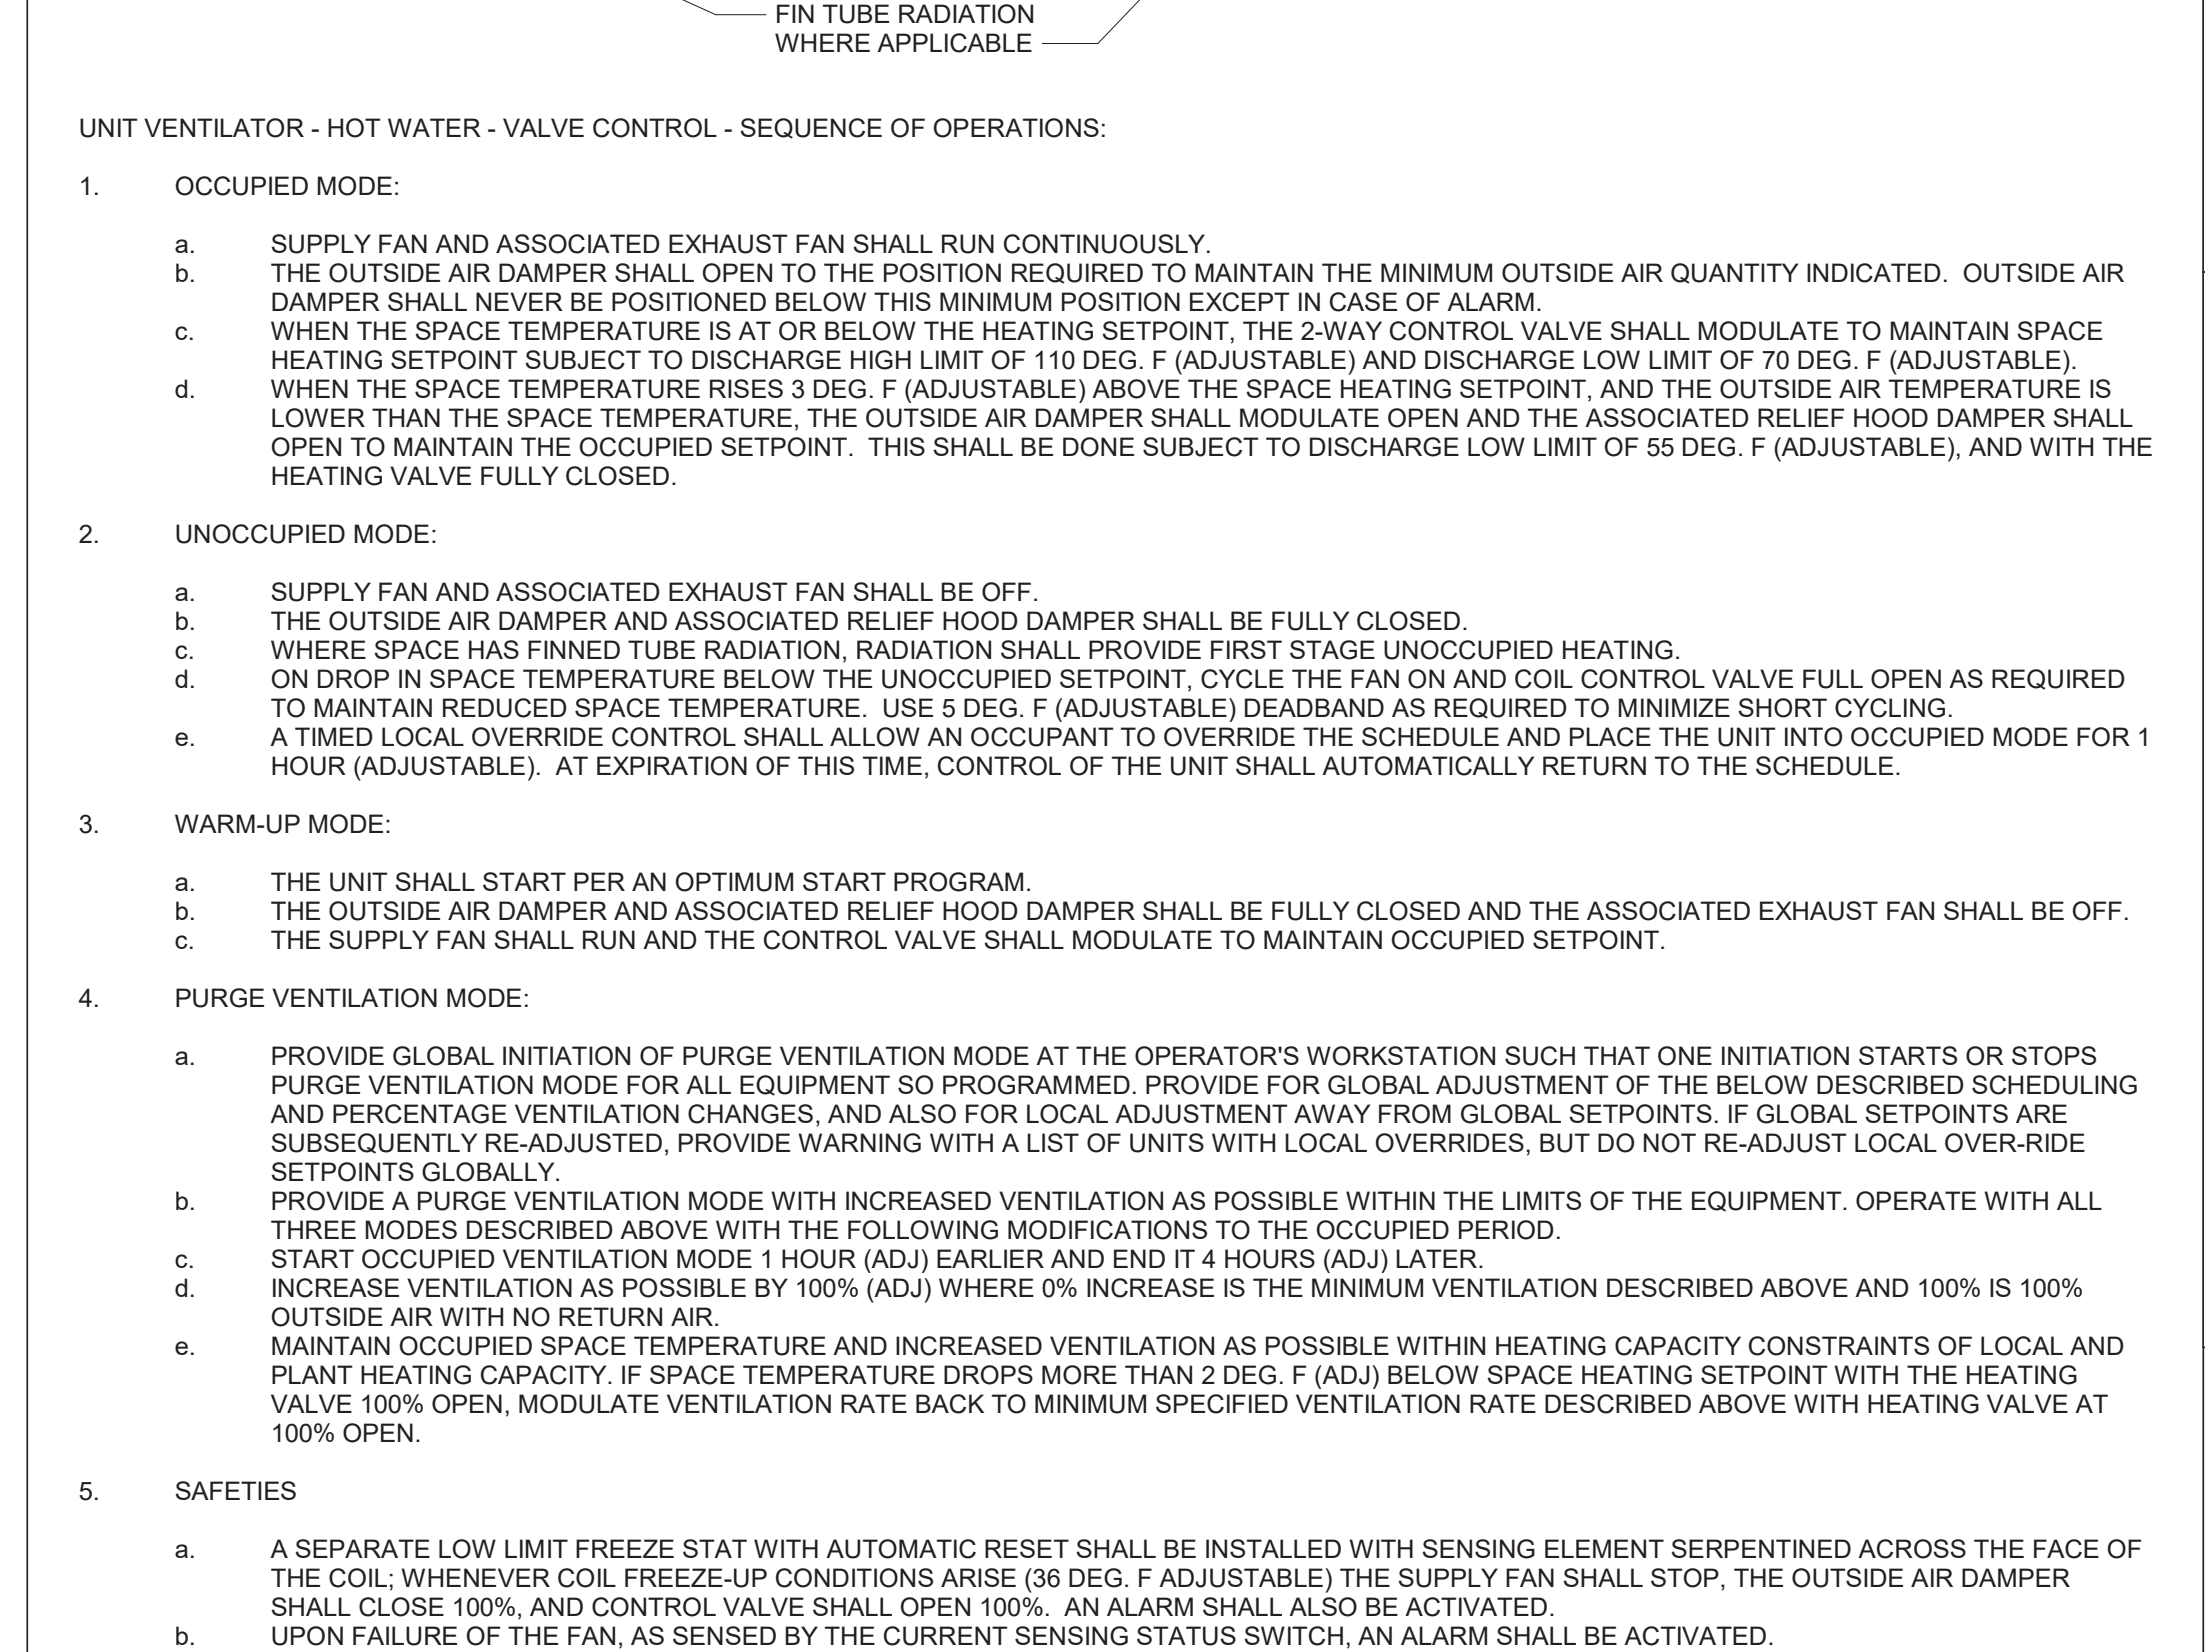 FIN TUBE RADIATION
WHERE APPLICABLE
UNIT VENTILATOR - HOT WATER - VALVE CONTROL - SEQUENCE OF OPERATIONS:
1. OCCUPIED MODE:
a. SUPPLY FAN AND ASSOCIATED EXHAUST FAN SHALL RUN CONTINUOUSLY.
b. THE OUTSIDE AIR DAMPER SHALL OPEN TO THE POSITION REQUIRED TO MAINTAIN THE MINIMUM OUTSIDE AIR QUANTITY INDICATED. OUTSIDE AIR
DAMPER SHALL NEVER BE POSITIONED BELOW THIS MINIMUM POSITION EXCEPT IN CASE OF ALARM.
c. WHEN THE SPACE TEMPERATURE IS AT OR BELOW THE HEATING SETPOINT, THE 2-WAY CONTROL VALVE SHALL MODULATE TO MAINTAIN SPACE
HEATING SETPOINT SUBJECT TO DISCHARGE HIGH LIMIT OF 110 DEG. F (ADJUSTABLE) AND DISCHARGE LOW LIMIT OF 70 DEG. F (ADJUSTABLE).
d. WHEN THE SPACE TEMPERATURE RISES 3 DEG. F (ADJUSTABLE) ABOVE THE SPACE HEATING SETPOINT, AND THE OUTSIDE AIR TEMPERATURE IS
LOWER THAN THE SPACE TEMPERATURE, THE OUTSIDE AIR DAMPER SHALL MODULATE OPEN AND THE ASSOCIATED RELIEF HOOD DAMPER SHALL
OPEN TO MAINTAIN THE OCCUPIED SETPOINT. THIS SHALL BE DONE SUBJECT TO DISCHARGE LOW LIMIT OF 55 DEG. F (ADJUSTABLE), AND WITH THE
HEATING VALVE FULLY CLOSED.
2. UNOCCUPIED MODE:
a. SUPPLY FAN AND ASSOCIATED EXHAUST FAN SHALL BE OFF.
b. THE OUTSIDE AIR DAMPER AND ASSOCIATED RELIEF HOOD DAMPER SHALL BE FULLY CLOSED.
c. WHERE SPACE HAS FINNED TUBE RADIATION, RADIATION SHALL PROVIDE FIRST STAGE UNOCCUPIED HEATING.
d. ON DROP IN SPACE TEMPERATURE BELOW THE UNOCCUPIED SETPOINT, CYCLE THE FAN ON AND COIL CONTROL VALVE FULL OPEN AS REQUIRED
TO MAINTAIN REDUCED SPACE TEMPERATURE. USE 5 DEG. F (ADJUSTABLE) DEADBAND AS REQUIRED TO MINIMIZE SHORT CYCLING.
e. A TIMED LOCAL OVERRIDE CONTROL SHALL ALLOW AN OCCUPANT TO OVERRIDE THE SCHEDULE AND PLACE THE UNIT INTO OCCUPIED MODE FOR 1
HOUR (ADJUSTABLE). AT EXPIRATION OF THIS TIME, CONTROL OF THE UNIT SHALL AUTOMATICALLY RETURN TO THE SCHEDULE.
3. WARM-UP MODE:
a. THE UNIT SHALL START PER AN OPTIMUM START PROGRAM.
b. THE OUTSIDE AIR DAMPER AND ASSOCIATED RELIEF HOOD DAMPER SHALL BE FULLY CLOSED AND THE ASSOCIATED EXHAUST FAN SHALL BE OFF.
c. THE SUPPLY FAN SHALL RUN AND THE CONTROL VALVE SHALL MODULATE TO MAINTAIN OCCUPIED SETPOINT.
4. PURGE VENTILATION MODE:
a. PROVIDE GLOBAL INITIATION OF PURGE VENTILATION MODE AT THE OPERATOR'S WORKSTATION SUCH THAT ONE INITIATION STARTS OR STOPS
PURGE VENTILATION MODE FOR ALL EQUIPMENT SO PROGRAMMED. PROVIDE FOR GLOBAL ADJUSTMENT OF THE BELOW DESCRIBED SCHEDULING
AND PERCENTAGE VENTILATION CHANGES, AND ALSO FOR LOCAL ADJUSTMENT AWAY FROM GLOBAL SETPOINTS. IF GLOBAL SETPOINTS ARE
SUBSEQUENTLY RE-ADJUSTED, PROVIDE WARNING WITH A LIST OF UNITS WITH LOCAL OVERRIDES, BUT DO NOT RE-ADJUST LOCAL OVER-RIDE
SETPOINTS GLOBALLY.
b. PROVIDE A PURGE VENTILATION MODE WITH INCREASED VENTILATION AS POSSIBLE WITHIN THE LIMITS OF THE EQUIPMENT. OPERATE WITH ALL
THREE MODES DESCRIBED ABOVE WITH THE FOLLOWING MODIFICATIONS TO THE OCCUPIED PERIOD.
c. START OCCUPIED VENTILATION MODE 1 HOUR (ADJ) EARLIER AND END IT 4 HOURS (ADJ) LATER.
d. INCREASE VENTILATION AS POSSIBLE BY 100% (ADJ) WHERE 0% INCREASE IS THE MINIMUM VENTILATION DESCRIBED ABOVE AND 100% IS 100%
OUTSIDE AIR WITH NO RETURN AIR.
e. MAINTAIN OCCUPIED SPACE TEMPERATURE AND INCREASED VENTILATION AS POSSIBLE WITHIN HEATING CAPACITY CONSTRAINTS OF LOCAL AND
PLANT HEATING CAPACITY. IF SPACE TEMPERATURE DROPS MORE THAN 2 DEG. F (ADJ) BELOW SPACE HEATING SETPOINT WITH THE HEATING
VALVE 100% OPEN, MODULATE VENTILATION RATE BACK TO MINIMUM SPECIFIED VENTILATION RATE DESCRIBED ABOVE WITH HEATING VALVE AT
100% OPEN.
5. SAFETIES
a. A SEPARATE LOW LIMIT FREEZE STAT WITH AUTOMATIC RESET SHALL BE INSTALLED WITH SENSING ELEMENT SERPENTINED ACROSS THE FACE OF
THE COIL; WHENEVER COIL FREEZE-UP CONDITIONS ARISE (36 DEG. F ADJUSTABLE) THE SUPPLY FAN SHALL STOP, THE OUTSIDE AIR DAMPER
SHALL CLOSE 100%, AND CONTROL VALVE SHALL OPEN 100%. AN ALARM SHALL ALSO BE ACTIVATED.
b. UPON FAILURE OF THE FAN, AS SENSED BY THE CURRENT SENSING STATUS SWITCH, AN ALARM SHALL BE ACTIVATED.